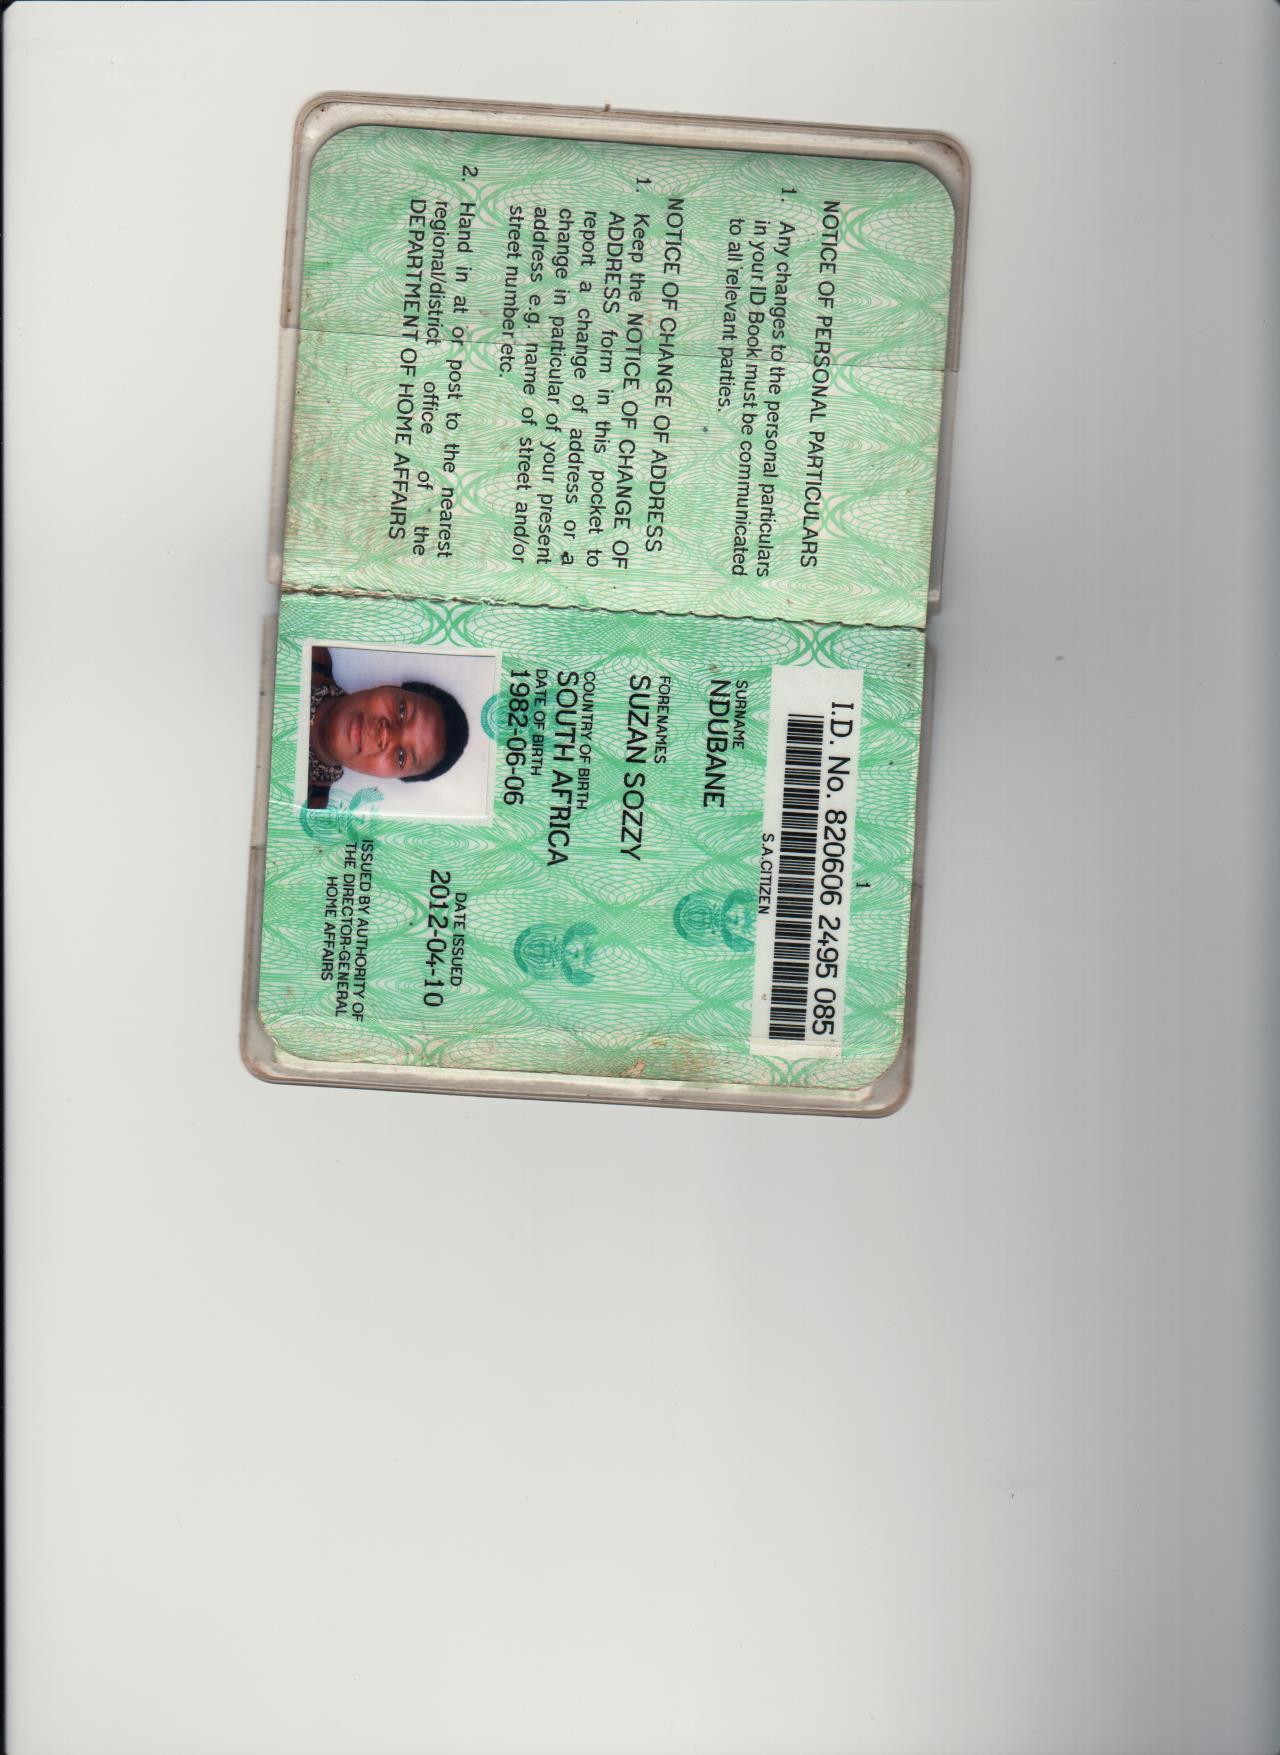 NOTICE OF PERSONAL PARTICULARS
1. Any changes to the personal particulars
in your ID Book must be communicated
to all relevant parties.
NOTICE OF CHANGE OF ADDRESS
1. Keep the NOTICE OF CHANGE OF
ADDRESS form in this pocket to
report a change of address or a
change in particular of your present
address e.g. name of street and/or
street number etc.
2. Hand in at or post to the nearest
regional/district office of the
DEPARTMENT OF HOME AFFAIRS
1
I.D. No. 820606 2495 085
S.A.CITIZEN
SURNAME
NDUBANE
FORENAMES
SUZAN SOZZY
COUNTRY OF BIRTH
SOUTH AFRICA
DATE OF BIRTH
1982-06-06
DATE ISSUED
2012-04-10
ISSUED BY AUTHORITY OF
THE DIRECTOR-GENERAL
HOME AFFAIRS